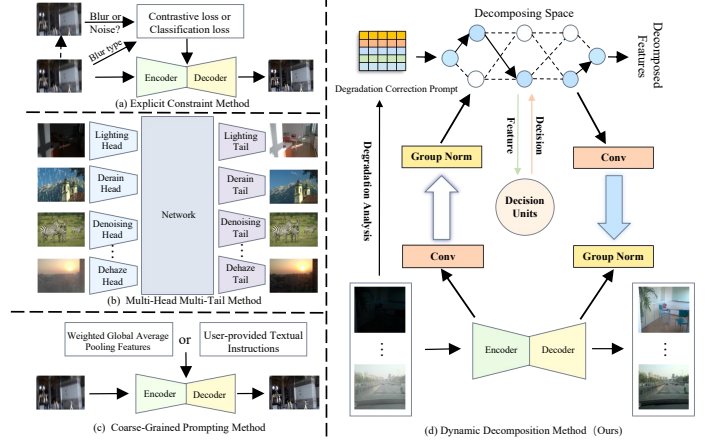 Blur or
Noise?
Contrastive loss or
Classification loss
Blur type
Encoder
Decoder
(a) Explicit Constraint Method
Lighting
Head
Derain
Head
Denoising
Head
Dehaze
Head
Network
Lighting
Tail
Derain
Tail
Denoising
Tail
Dehaze
Tail
(b) Multi-Head Multi-Tail Method
Weighted Global Average
Pooling Features
or
User-provided Textual
Instructions
Encoder
Decoder
(c) Coarse-Grained Prompting Method
Decomposing Space
Decomposed
Features
Degradation Correction Prompt
Degradation Analysis
Feature
Decision
Group Norm
Conv
Decision
Units
Conv
Group Norm
Encoder
Decoder
(d) Dynamic Decomposition Method（Ours）